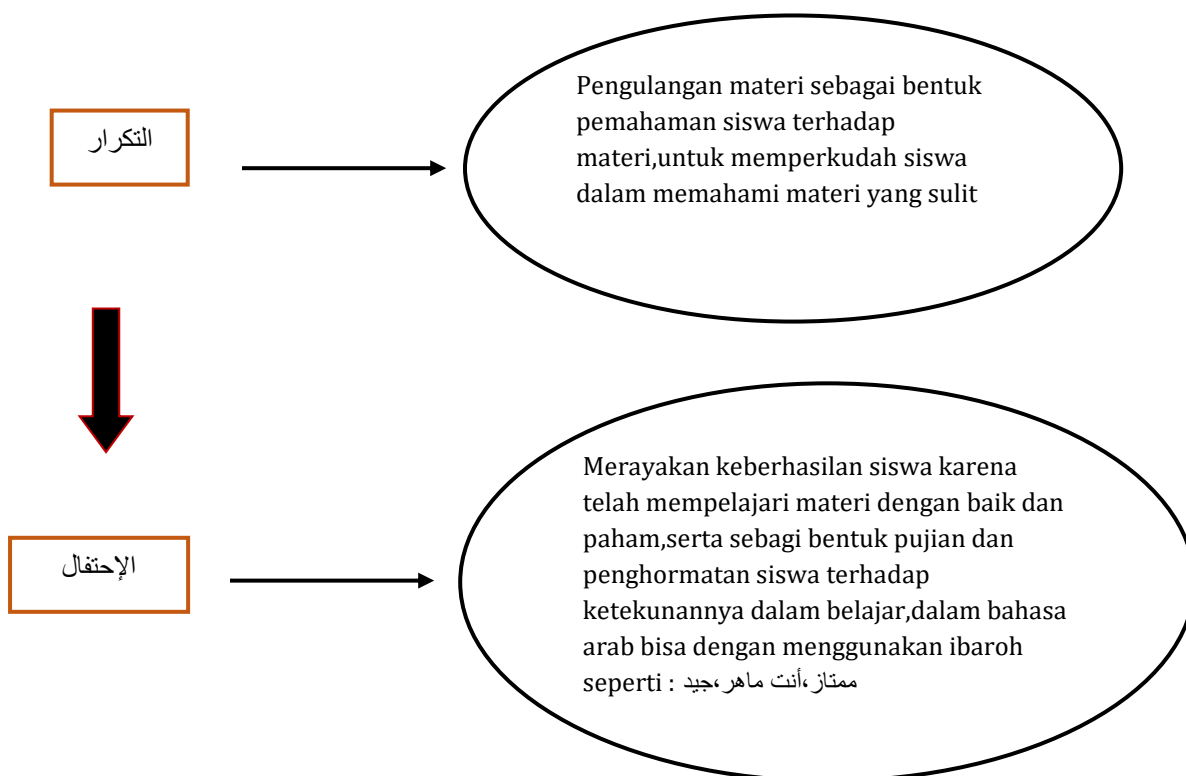 التكرار
Pengulangan materi sebagai bentuk
pemahaman siswa terhadap
materi,untuk memperkudah siswa
dalam memahami materi yang sulit
الإحتفال
Merayakan keberhasilan siswa karena
telah mempelajari materi dengan baik dan
paham,serta sebagi bentuk pujian dan
penghormatan siswa terhadap
ketekunannya dalam belajar,dalam bahasa
arab bisa dengan menggunakan ibaroh
seperti : ممتاز،أنت ماهر،جيد